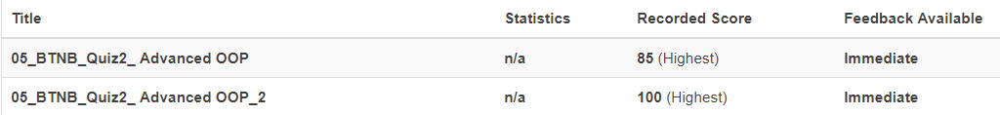 Title Statistics Recorded Score Feedback Available
05_BTNB_Quiz2_ Advanced OOP n/a 85 (Highest) Immediate
05_BTNB_Quiz2_ Advanced OOP_2 n/a 100 (Highest) Immediate